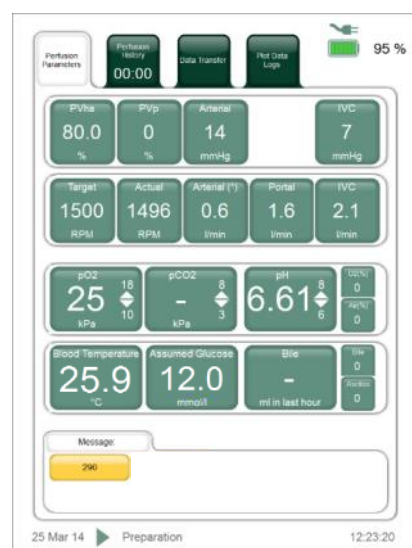 Perfusion Parameters
Perfusion History
00:00
Data Transfer
Plot Data Logs
95 %
PVha
80.0
%
PVp
0
%
Arterial
14
mmHg
IVC
7
mmHg
Target
1500
RPM
Actual
1496
RPM
Arterial (*)
0.6
l/min
Portal
1.6
l/min
IVC
2.1
l/min
pO2
25
18
10
kPa
pCO2
-
8
3
kPa
pH
6.61
8
6
O2(%)
0
Air(%)
0
Blood Temperature
25.9
°C
Assumed Glucose
12.0
mmol/l
Bile
-
ml in last hour
Bile
0
0
Message:
290
25 Mar 14
Preparation
12:23:20